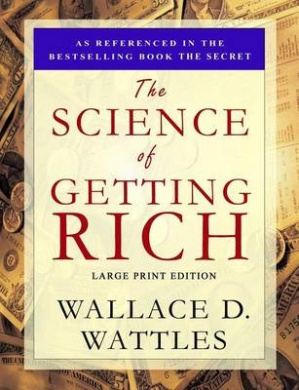 AS REFERENCED IN THE
BESTSELLING BOOK THE SECRET
The
SCIENCE
of
GETTING
RICH
LARGE PRINT EDITION
WALLACE D.
WATTLES